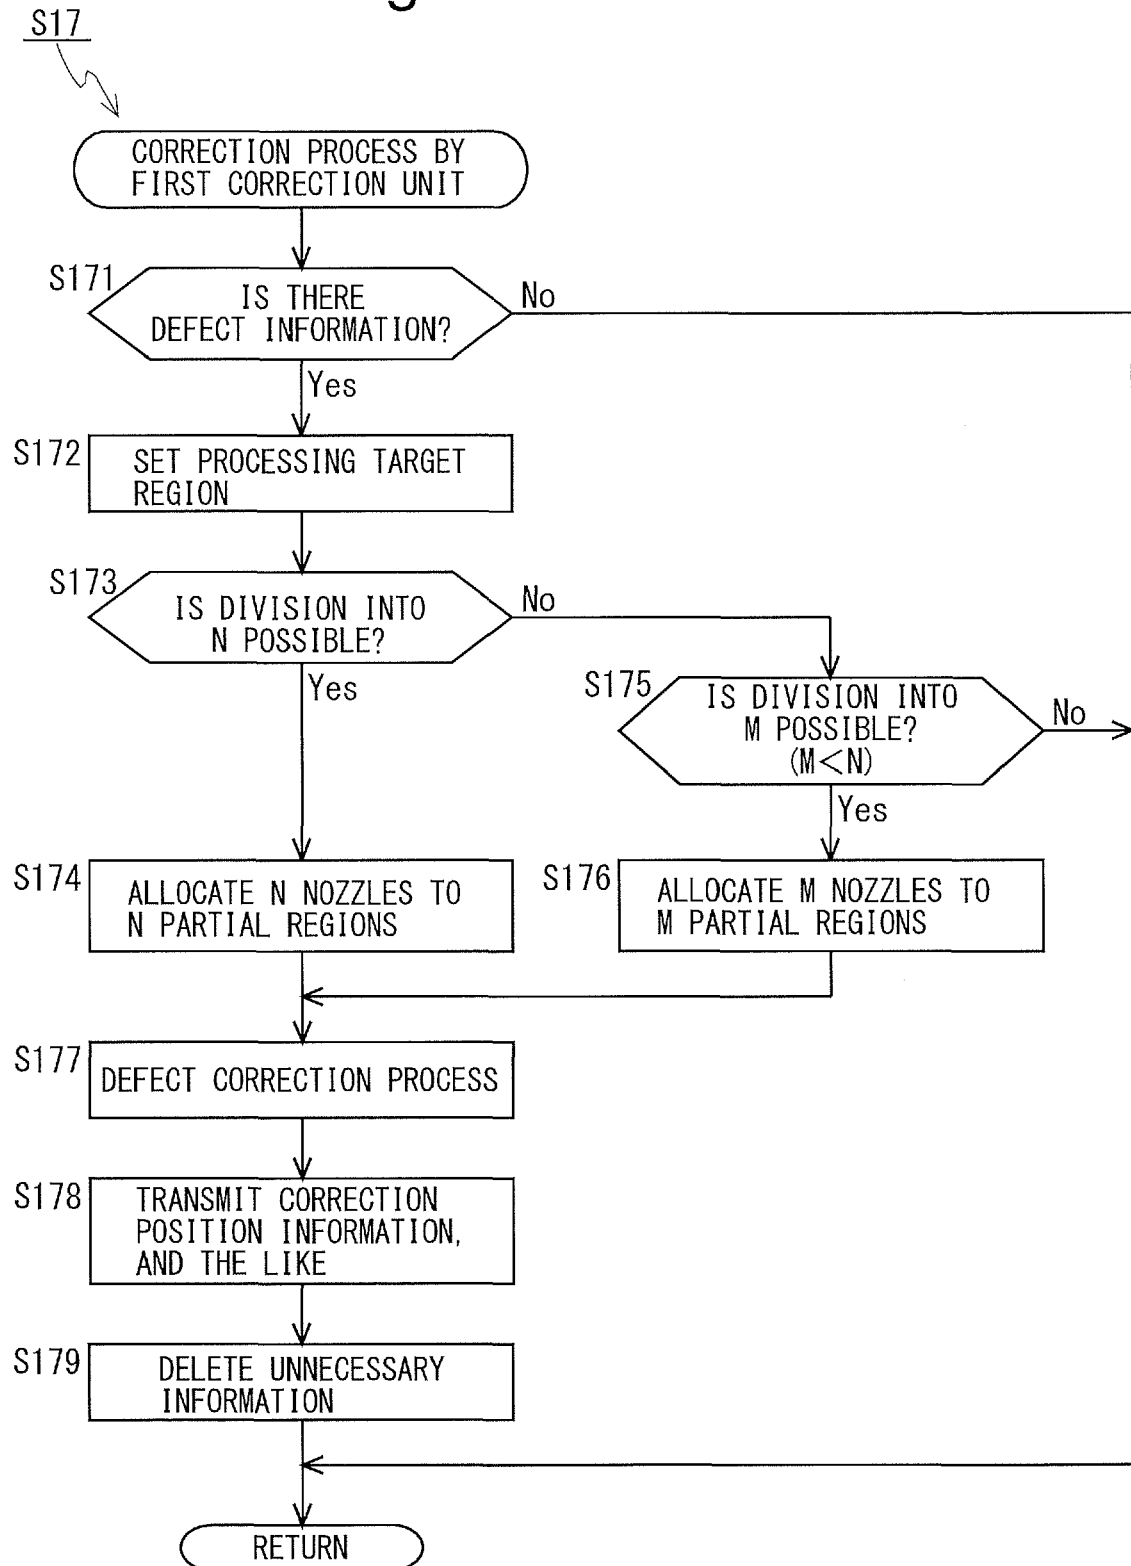 S17
CORRECTION PROCESS BY
FIRST CORRECTION UNIT
S171
IS THERE
DEFECT INFORMATION?
No
Yes
S172
SET PROCESSING TARGET
REGION
S173
IS DIVISION INTO
N POSSIBLE?
No
Yes
S175
IS DIVISION INTO
M POSSIBLE?
(M<N)
No
Yes
S174
ALLOCATE N NOZZLES TO
N PARTIAL REGIONS
S176
ALLOCATE M NOZZLES TO
M PARTIAL REGIONS
S177
DEFECT CORRECTION PROCESS
S178
TRANSMIT CORRECTION
POSITION INFORMATION,
AND THE LIKE
S179
DELETE UNNECESSARY
INFORMATION
RETURN